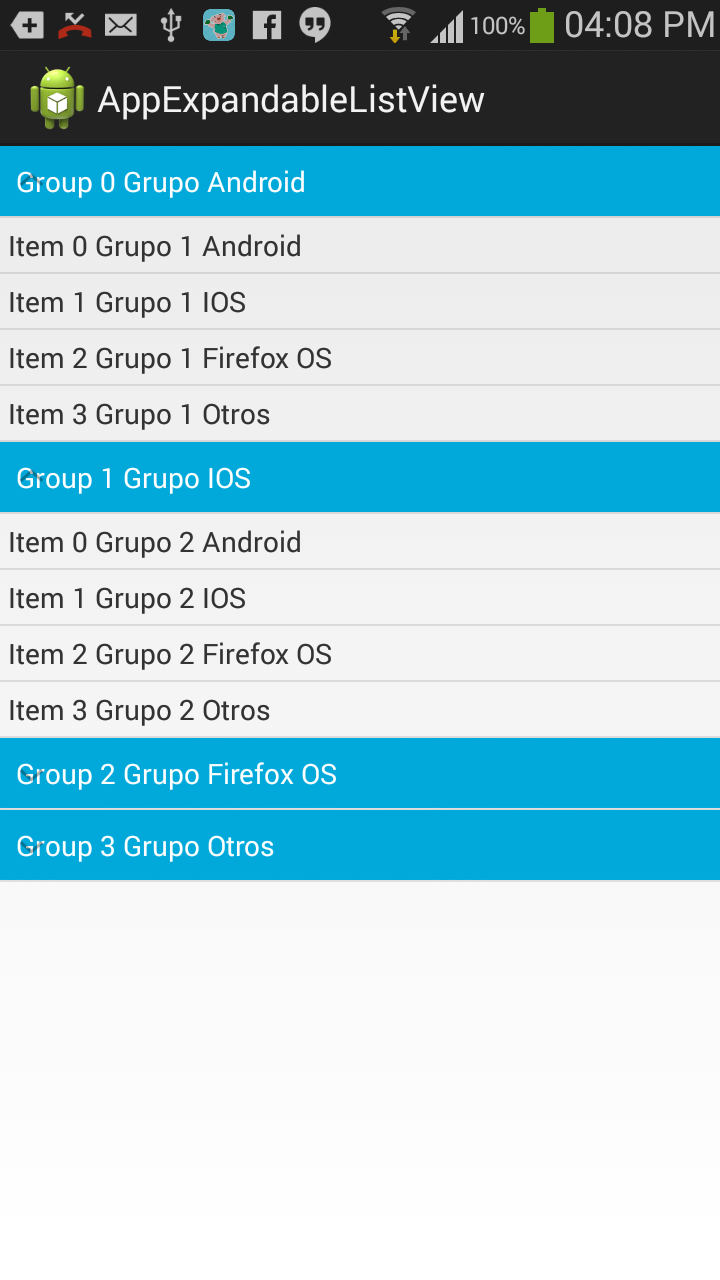 100% 04:08 PM
AppExpandableListView
Group 0 Grupo Android
Item 0 Grupo 1 Android
Item 1 Grupo 1 IOS
Item 2 Grupo 1 Firefox OS
Item 3 Grupo 1 Otros
Group 1 Grupo IOS
Item 0 Grupo 2 Android
Item 1 Grupo 2 IOS
Item 2 Grupo 2 Firefox OS
Item 3 Grupo 2 Otros
Group 2 Grupo Firefox OS
Group 3 Grupo Otros